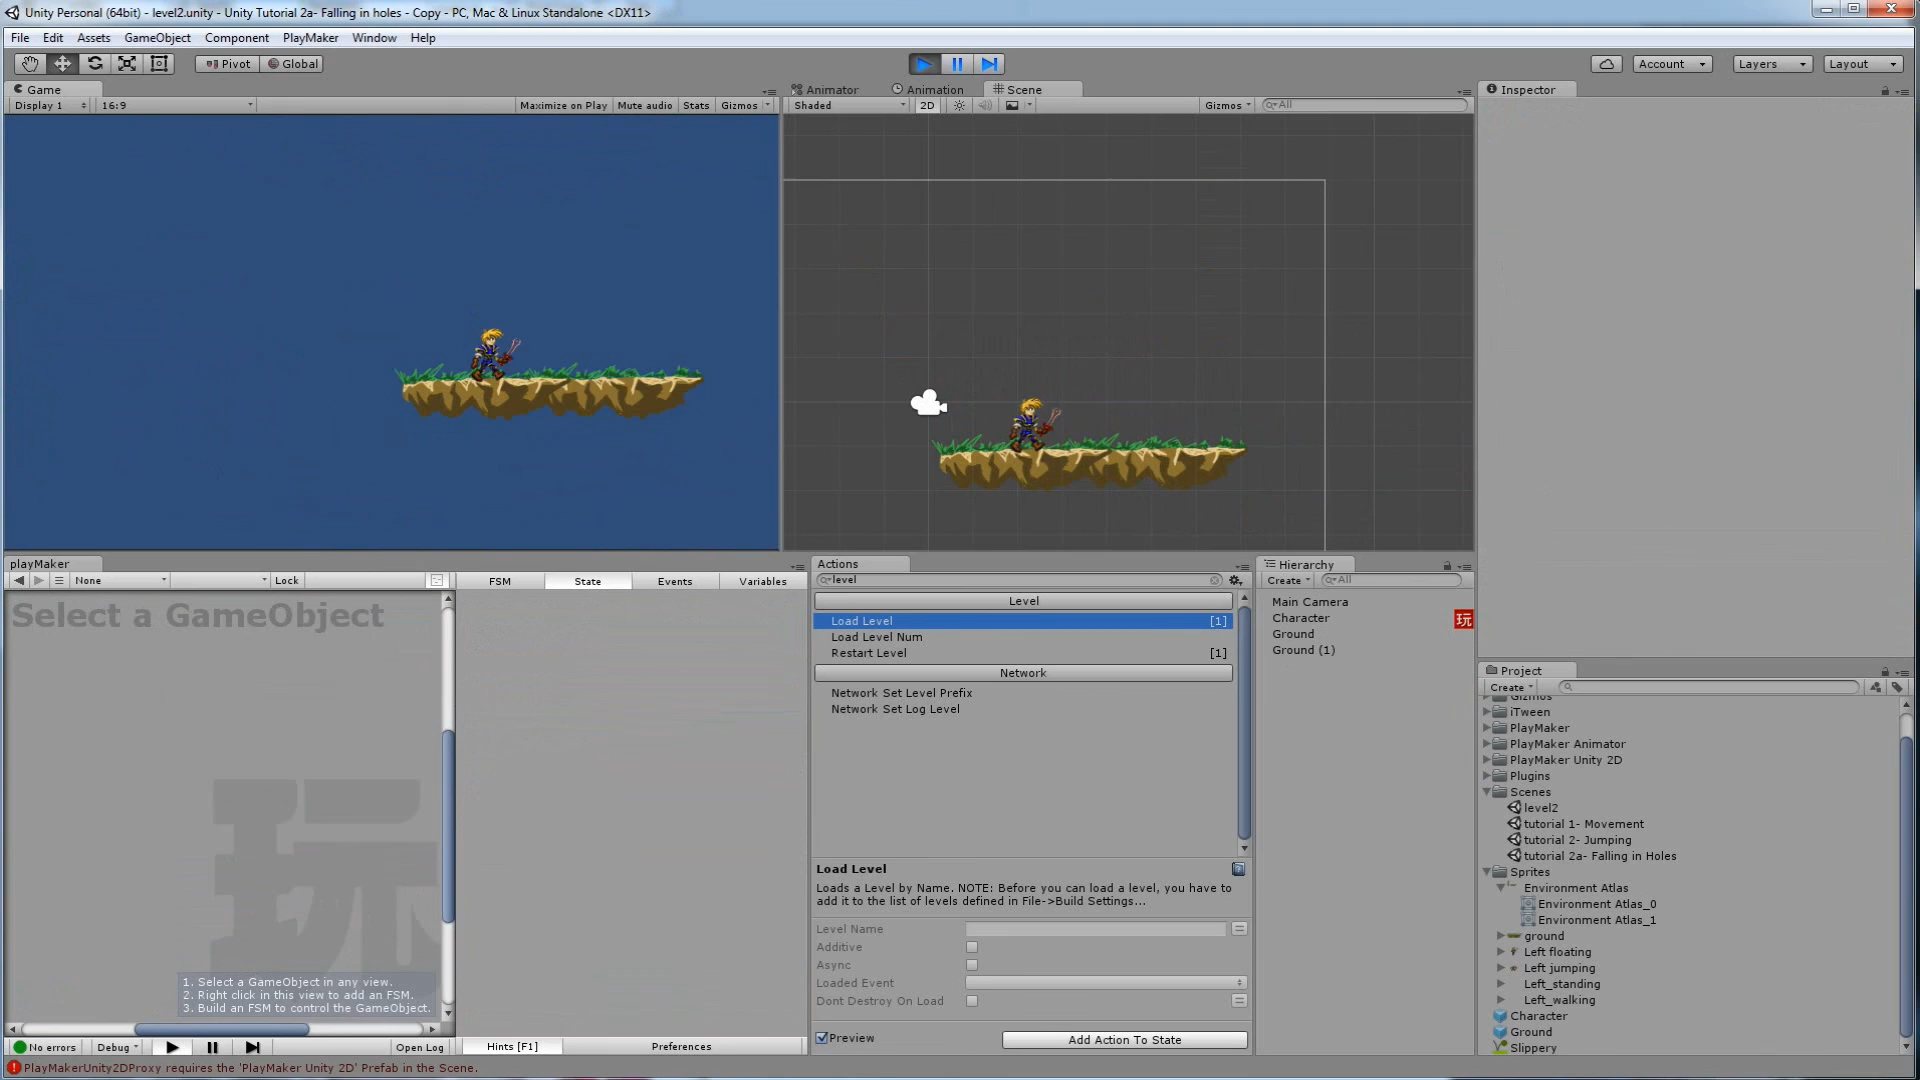 Unity Personal (64bit) - level2.unity - Unity Tutorial 2a- Falling in holes - Copy - PC, Mac & Linux Standalone <DX11>
File Edit Assets GameObject Component PlayMaker Window Help
Pivot Global Account Layers Layout
Game
Display 1 16:9 Maximize on Play Mute audio Stats Gizmos
Animator Animation Scene
Shaded 2D Gizmos All
Inspector
playMaker
None Lock
FSM State Events Variables
Select a GameObject
玩
1. Select a GameObject in any view.
2. Right click in this view to add an FSM.
3. Build an FSM to control the GameObject.
No errors Debug Open Log Hints [F1] Preferences
Actions
level
Level
Load Level [1]
Load Level Num
Restart Level [1]
Network
Network Set Level Prefix
Network Set Log Level
Load Level
Loads a Level by Name. NOTE: Before you can load a level, you have to
add it to the list of levels defined in File->Build Settings...
Level Name
Additive
Async
Loaded Event
Dont Destroy On Load
Preview Add Action To State
Hierarchy
Create All
Main Camera
Character 玩
Ground
Ground (1)
Project
Create
Gizmos
iTween
PlayMaker
PlayMaker Animator
PlayMaker Unity 2D
Plugins
Scenes
level2
tutorial 1- Movement
tutorial 2- Jumping
tutorial 2a- Falling in Holes
Sprites
Environment Atlas
Environment Atlas_0
Environment Atlas_1
ground
Left floating
Left jumping
Left_standing
Left_walking
Character
Ground
Slippery
PlayMakerUnity2DProxy requires the 'PlayMaker Unity 2D' Prefab in the Scene.